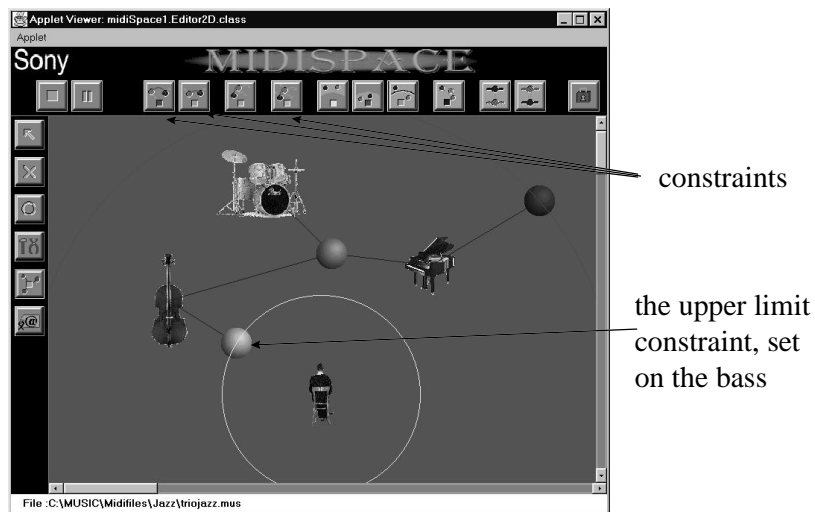 Applet Viewer: midiSpace1.Editor2D.class
Applet
Sony MIDISPACE
constraints
the upper limit
constraint, set
on the bass
File :C:\MUSIC\Midifiles\Jazz\triojazz.mus